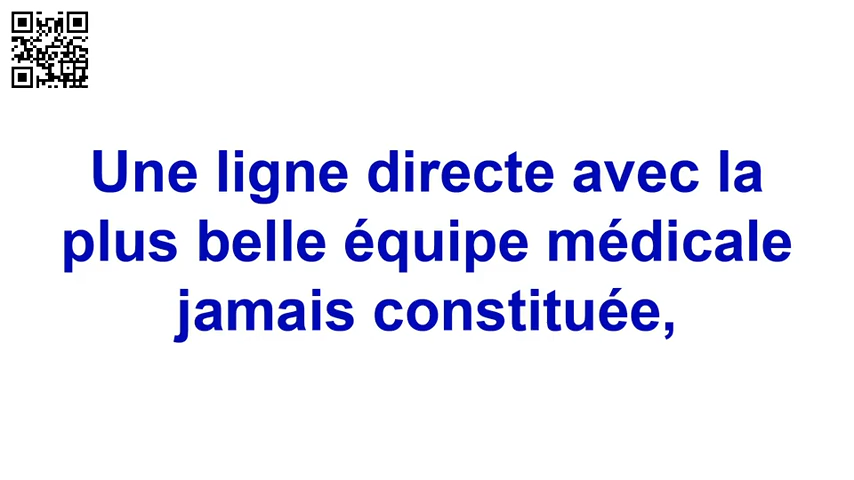 Une ligne directe avec la
plus belle équipe médicale
jamais constituée,